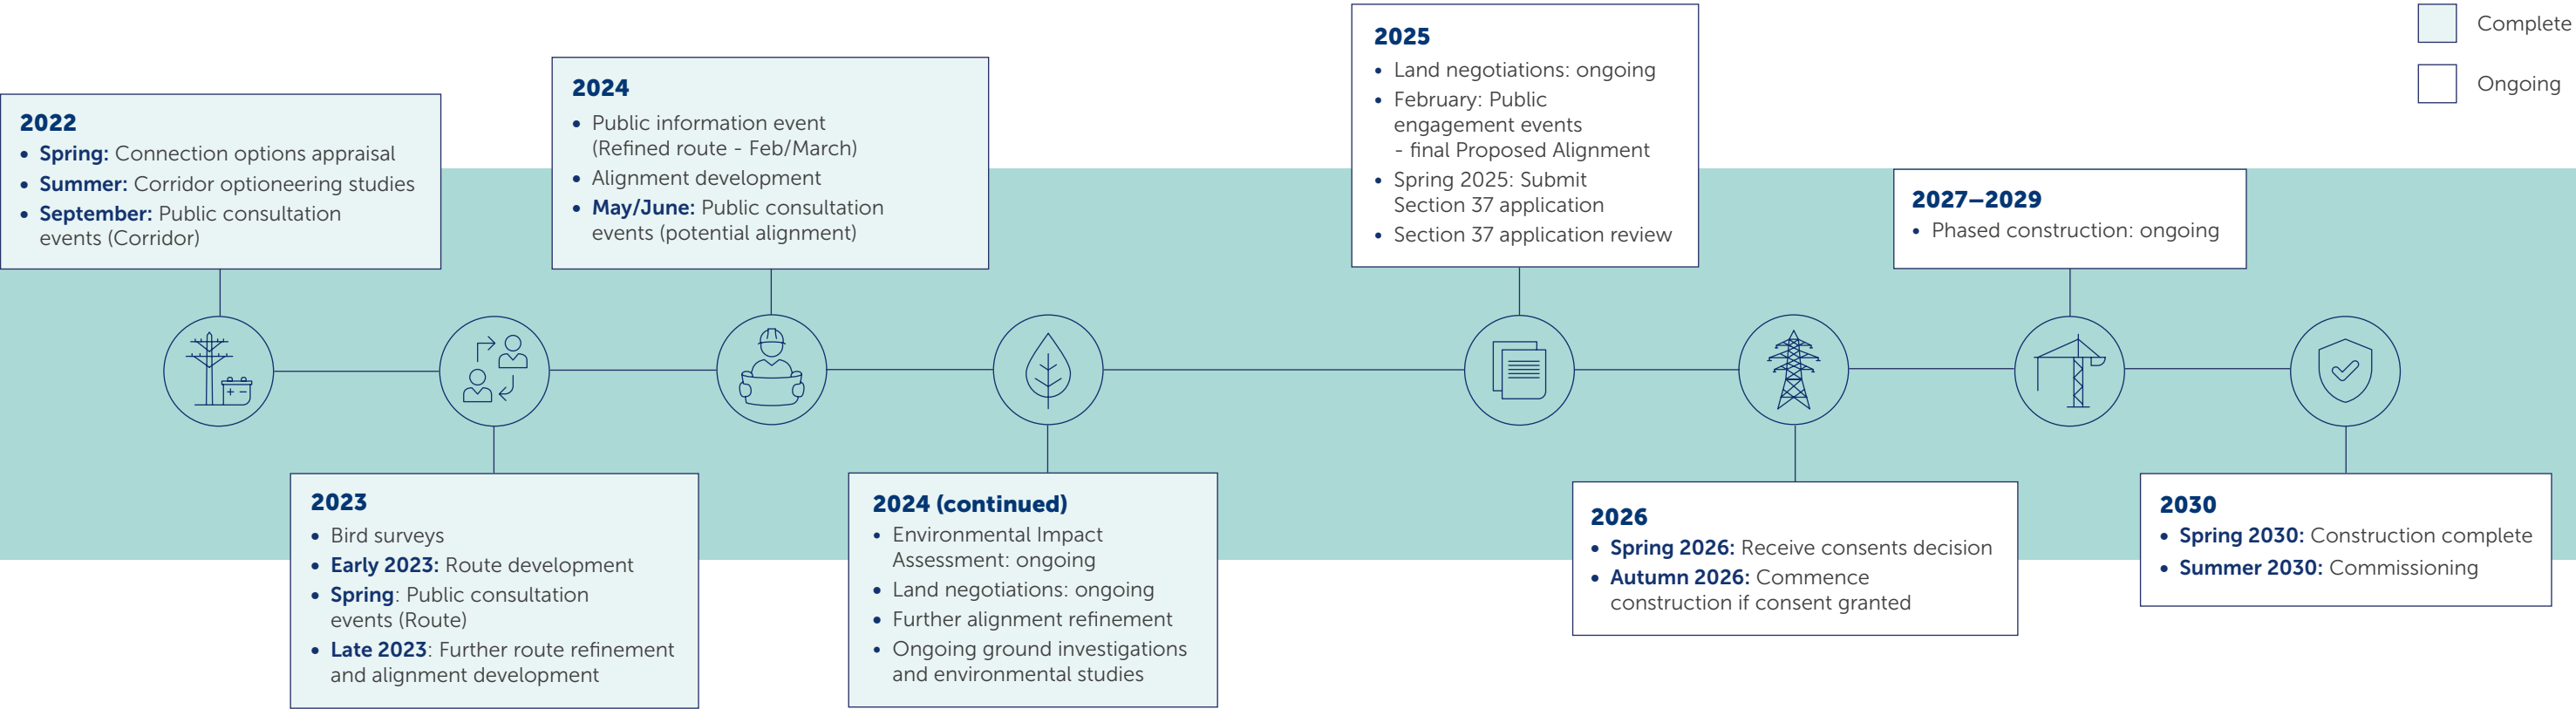 Complete
Ongoing
2022
• Spring: Connection options appraisal
• Summer: Corridor optioneering studies
• September: Public consultation
events (Corridor)
2023
• Bird surveys
• Early 2023: Route development
• Spring: Public consultation
events (Route)
• Late 2023: Further route refinement
and alignment development
2024
• Public information event
(Refined route - Feb/March)
• Alignment development
• May/June: Public consultation
events (potential alignment)
2024 (continued)
• Environmental Impact
Assessment: ongoing
• Land negotiations: ongoing
• Further alignment refinement
• Ongoing ground investigations
and environmental studies
2025
• Land negotiations: ongoing
• February: Public
engagement events
- final Proposed Alignment
• Spring 2025: Submit
Section 37 application
• Section 37 application review
2026
• Spring 2026: Receive consents decision
• Autumn 2026: Commence
construction if consent granted
2027–2029
• Phased construction: ongoing
2030
• Spring 2030: Construction complete
• Summer 2030: Commissioning